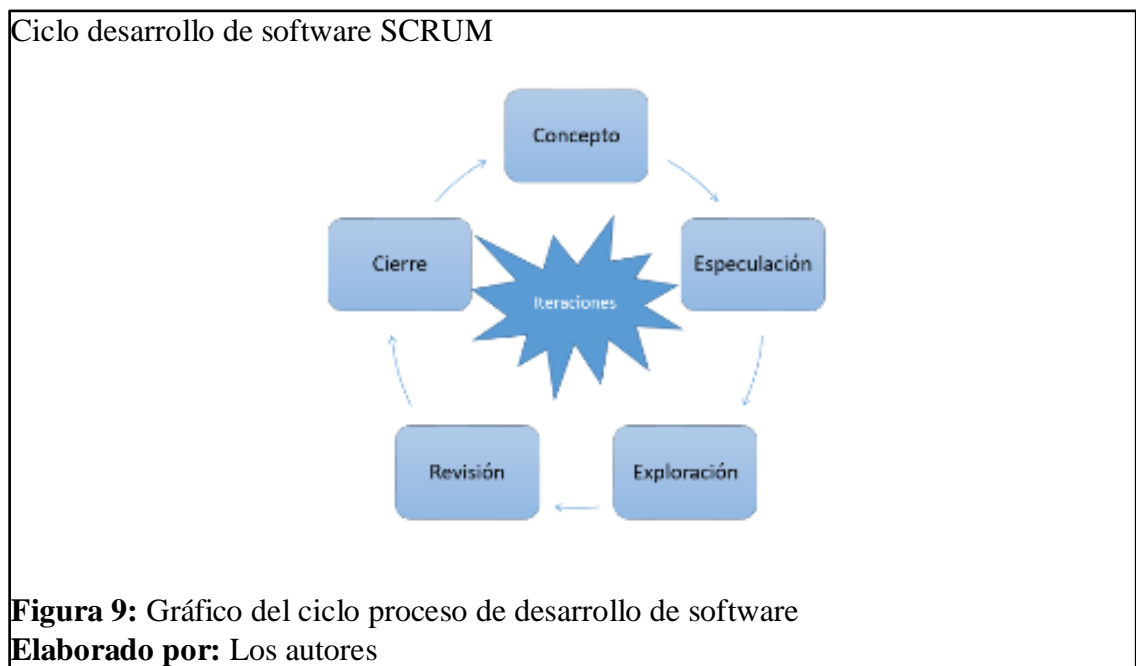 Ciclo desarrollo de software SCRUM
Concepto
Especulación
Exploración
Revisión
Cierre
Iteraciones
Figura 9: Gráfico del ciclo proceso de desarrollo de software
Elaborado por: Los autores